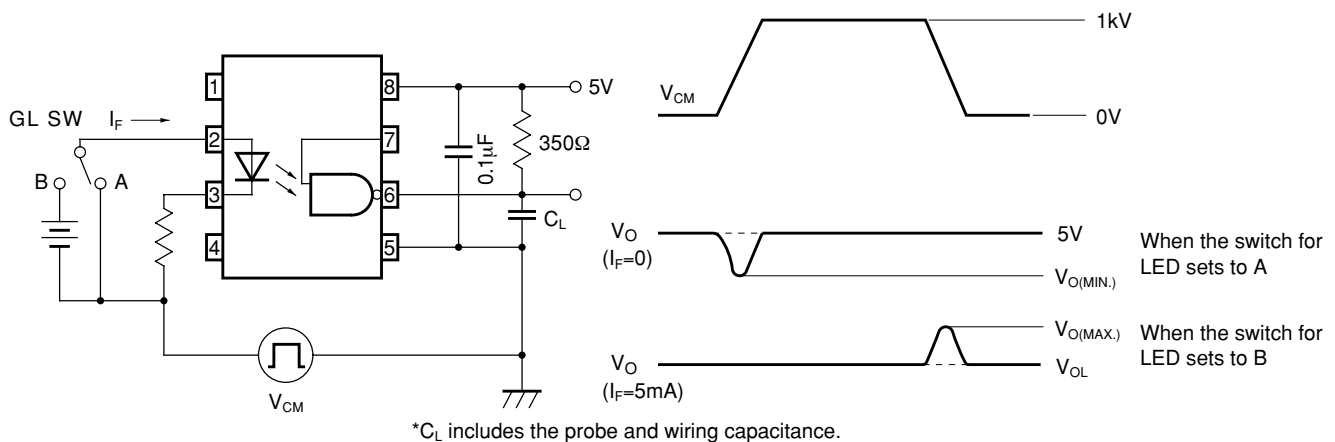 1
2
3
4
8
7
6
5
GL SW
I_F
B
A
5V
0.1μF
350Ω
C_L
V_CM
*C_L includes the probe and wiring capacitance.
V_CM
1kV
0V
V_O
(I_F=0)
5V
V_O(MIN.)
When the switch for
LED sets to A
V_O
(I_F=5mA)
V_O(MAX.)
V_OL
When the switch for
LED sets to B